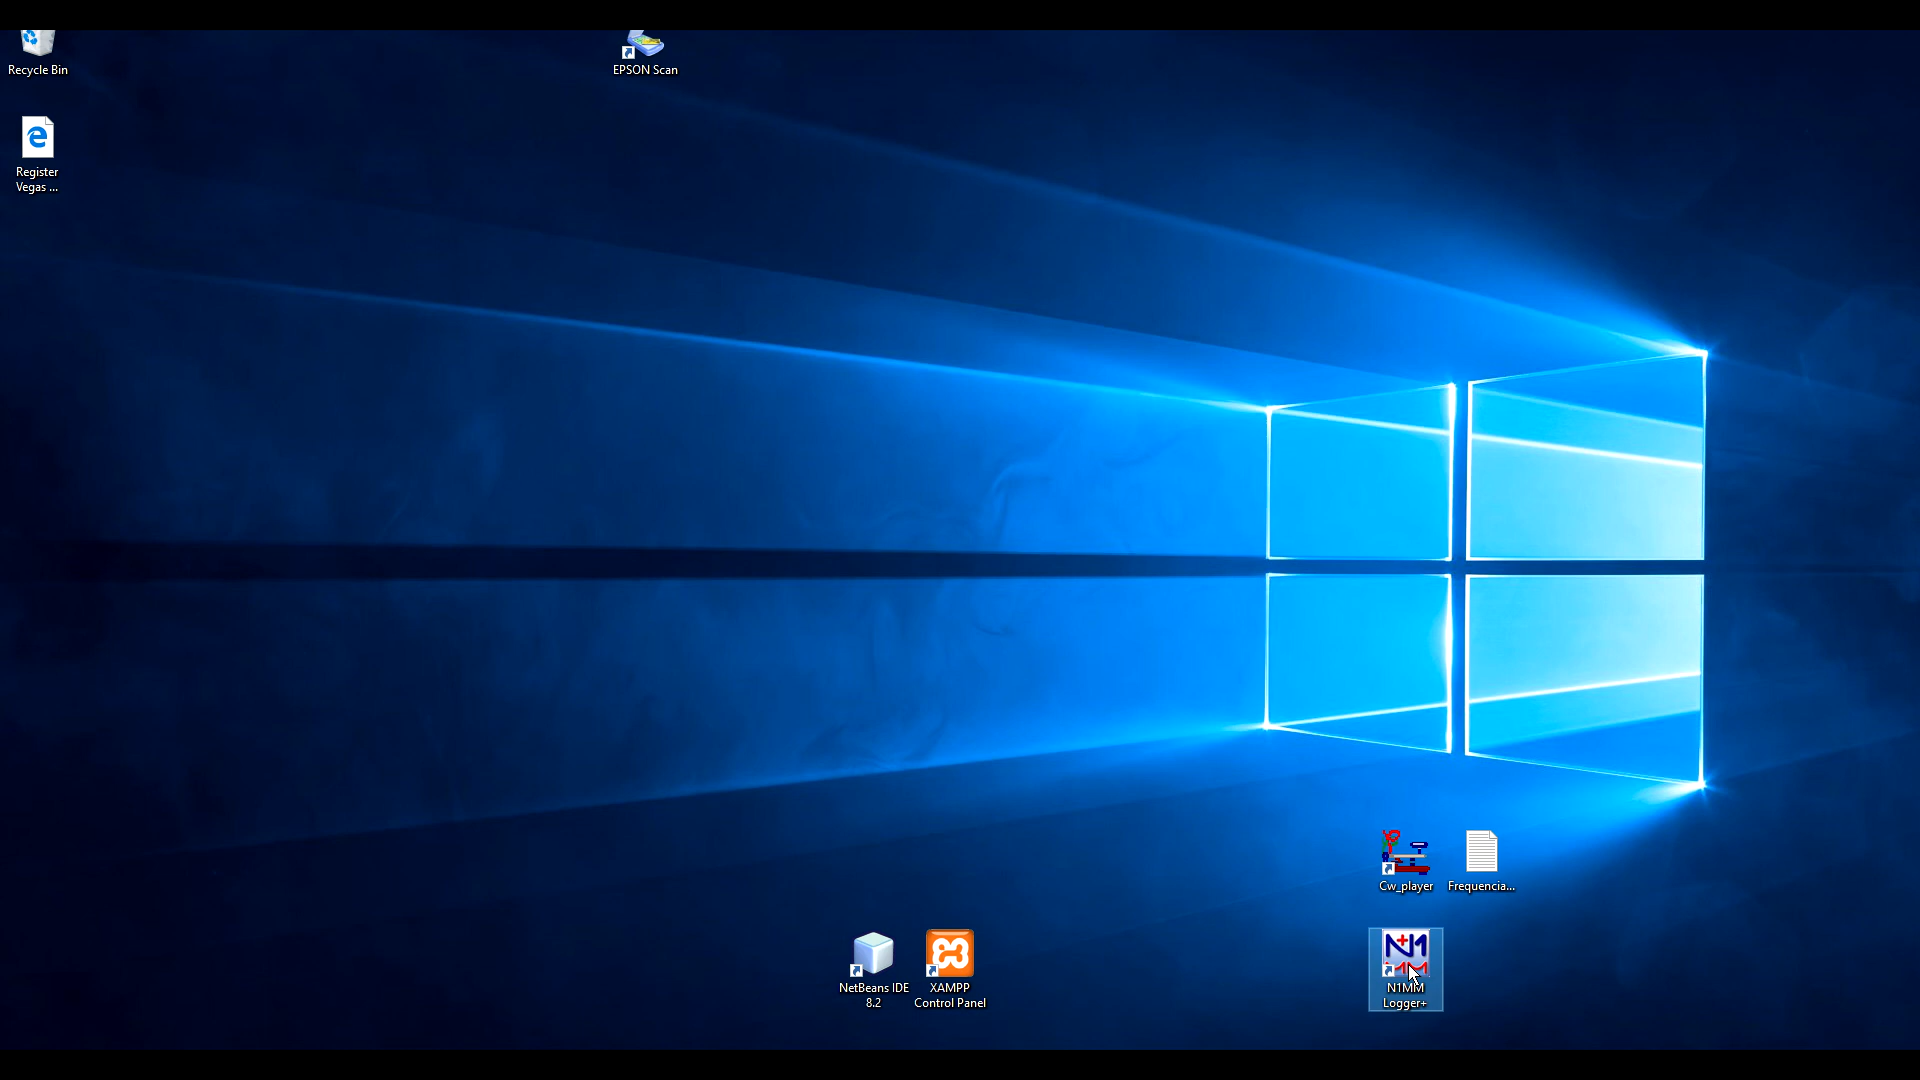 Recycle Bin
EPSON Scan
Register
Vegas ...
Cw_player
Frequencia...
NetBeans IDE
8.2
XAMPP
Control Panel
N1MM
Logger+